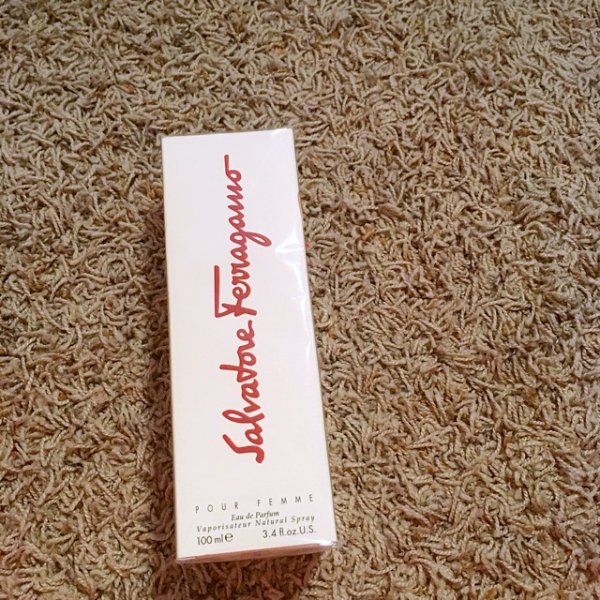 Salvatore Ferragamo
POUR FEMME
Eau de Parfum
Vaporisateur Natural Spray
100 ml e 3.4 fl.oz.U.S.